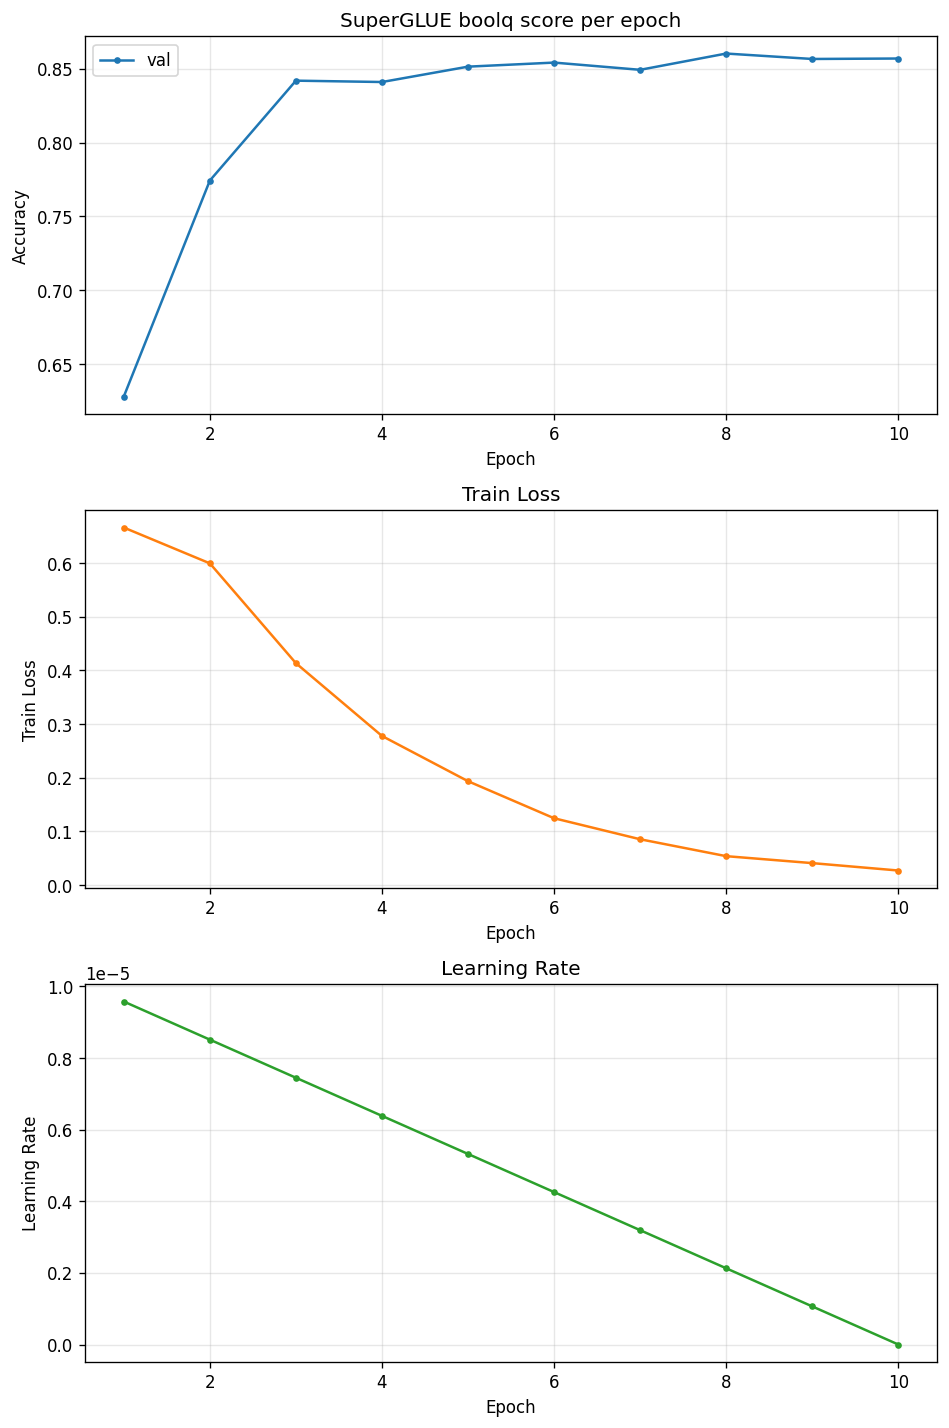 SuperGLUE boolq score per epoch
val
Accuracy
0.85
0.80
0.75
0.70
0.65
2 4 6 8 10
Epoch
Train Loss
Train Loss
0.6
0.5
0.4
0.3
0.2
0.1
0.0
2 4 6 8 10
Epoch
Learning Rate
1e−5
Learning Rate
1.0
0.8
0.6
0.4
0.2
0.0
2 4 6 8 10
Epoch